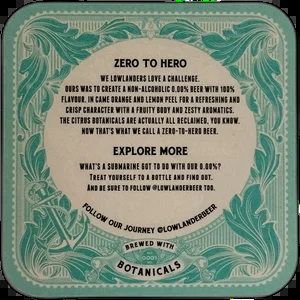 ZERO TO HERO
WE LOWLANDERS LOVE A CHALLENGE.
OURS WAS TO CREATE A NON-ALCOHOLIC 0.00% BEER WITH 100%
FLAVOUR. IN CAME ORANGE AND LEMON PEEL FOR A REFRESHING AND
CRISP CHARACTER WITH A FRUITY BODY AND ZESTY AROMATICS.
THE CITRUS BOTANICALS ARE ACTUALLY ALL RECLAIMED, YOU KNOW.
NOW THAT'S WHAT WE CALL A ZERO-TO-HERO BEER.
EXPLORE MORE
WHAT'S A SUBMARINE GOT TO DO WITH OUR 0.00%?
TREAT YOURSELF TO A BOTTLE AND FIND OUT.
AND BE SURE TO FOLLOW @LOWLANDERBEER TOO.
FOLLOW OUR JOURNEY @LOWLANDERBEER
BREWED WITH
0.00%
BOTANICALS